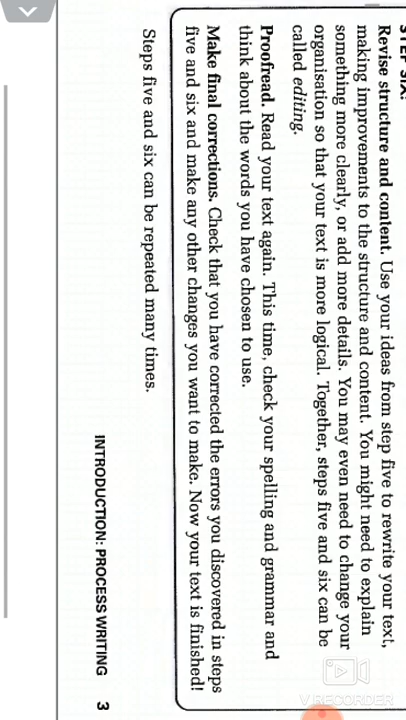 STEP SIX:
Revise structure and content. Use your ideas from step five to rewrite your text,
making improvements to the structure and content. You might need to explain
something more clearly, or add more details. You may even need to change your
organisation so that your text is more logical. Together, steps five and six can be
called editing.
Proofread. Read your text again. This time, check your spelling and grammar and
think about the words you have chosen to use.
Make final corrections. Check that you have corrected the errors you discovered in steps
five and six and make any other changes you want to make. Now your text is finished!
Steps five and six can be repeated many times.
INTRODUCTION: PROCESS WRITING 3
V RECORDER